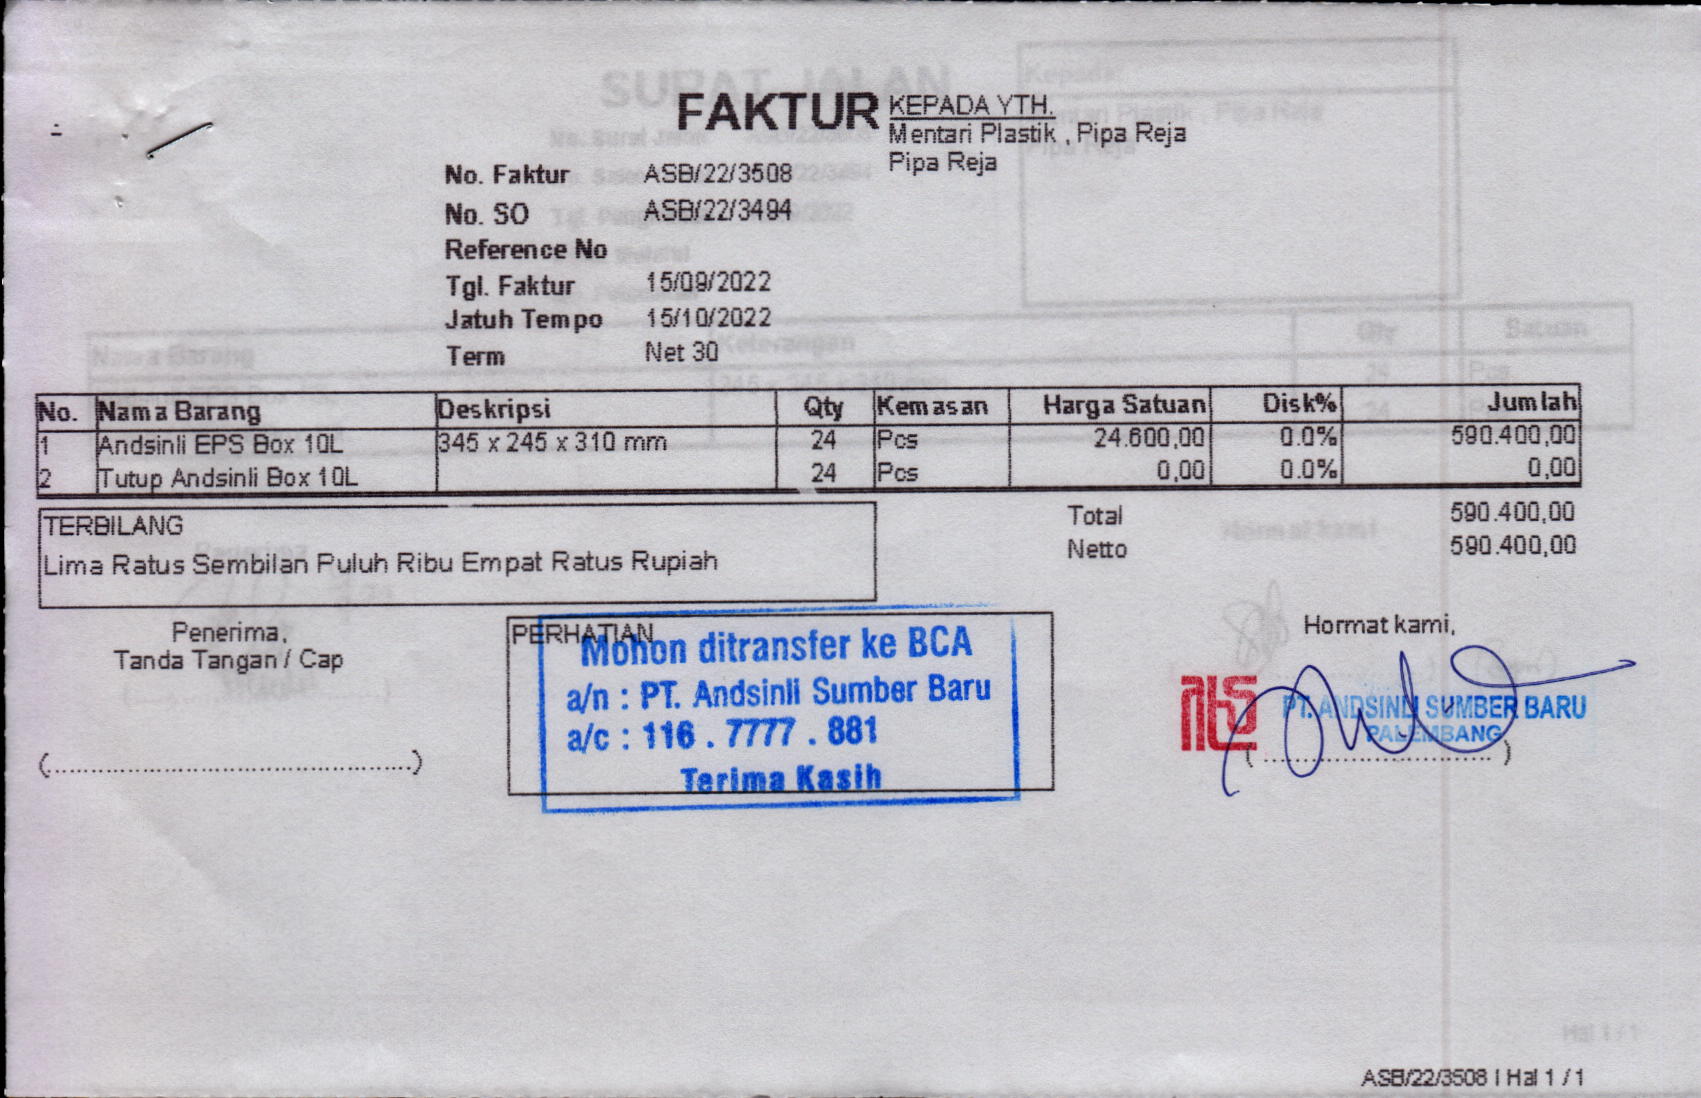 FAKTUR
KEPADA YTH.
Mentari Plastik , Pipa Reja
Pipa Reja
No. Faktur ASB/22/3508
No. SO ASB/22/3494
Reference No
Tgl. Faktur 15/09/2022
Jatuh Tempo 15/10/2022
Term Net 30
No. Nama Barang Deskripsi Qty Kemasan Harga Satuan Disk% Jumlah
1 Andsinli EPS Box 10L 345 x 245 x 310 mm 24 Pcs 24.600,00 0.0% 590.400,00
2 Tutup Andsinli Box 10L 24 Pcs 0,00 0.0% 0,00
TERBILANG
Lima Ratus Sembilan Puluh Ribu Empat Ratus Rupiah
Total 590.400,00
Netto 590.400,00
Penerima,
Tanda Tangan / Cap
(................................................)
PERHATIAN
Mohon ditransfer ke BCA
a/n : PT. Andsinli Sumber Baru
a/c : 116 . 7777 . 881
Terima Kasih
Hormat kami,
PT. ANDSINLI SUMBER BARU
PALEMBANG
(..............................)
ASB/22/3508 | Hal 1 / 1